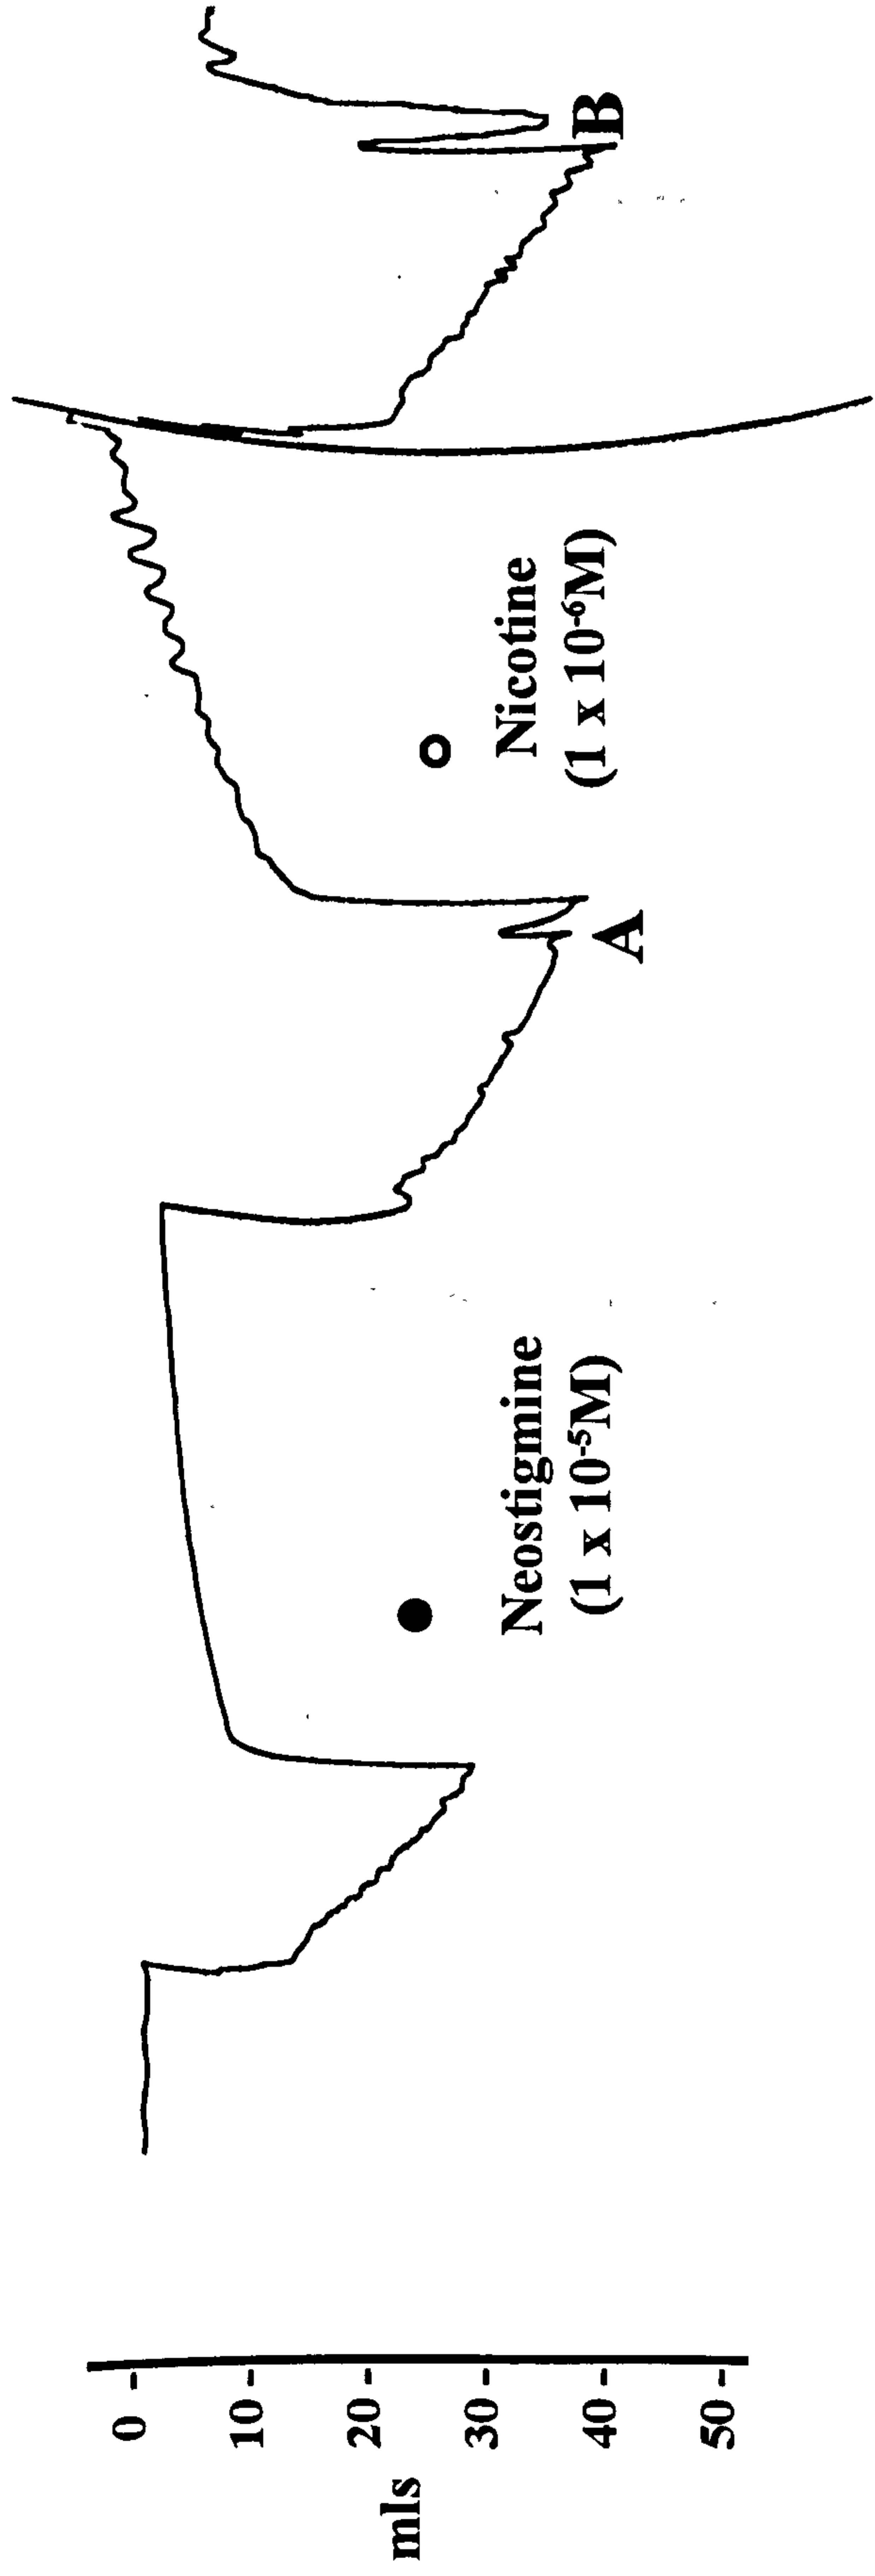 0-
10-
20-
30-
40-
50-
mls
Neostigmine
(1 x 10-5M)
A
Nicotine
(1 x 10-6M)
B